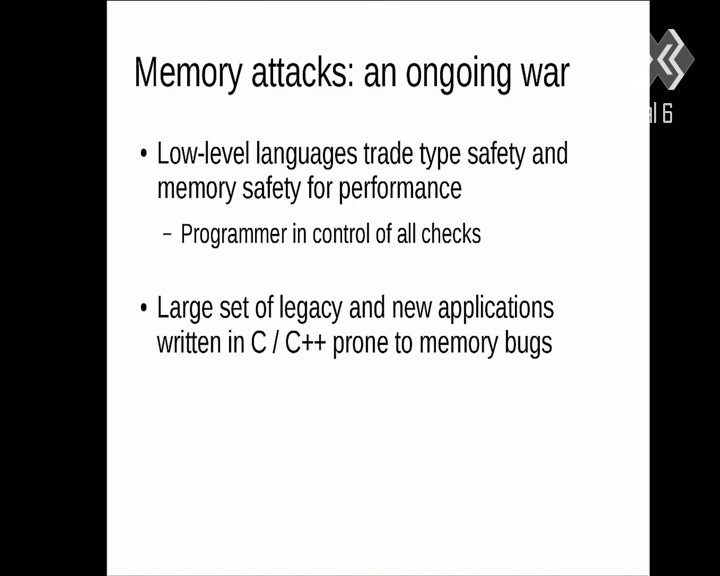 Memory attacks: an ongoing war
• Low-level languages trade type safety and
memory safety for performance
– Programmer in control of all checks
• Large set of legacy and new applications
written in C / C++ prone to memory bugs
al 6